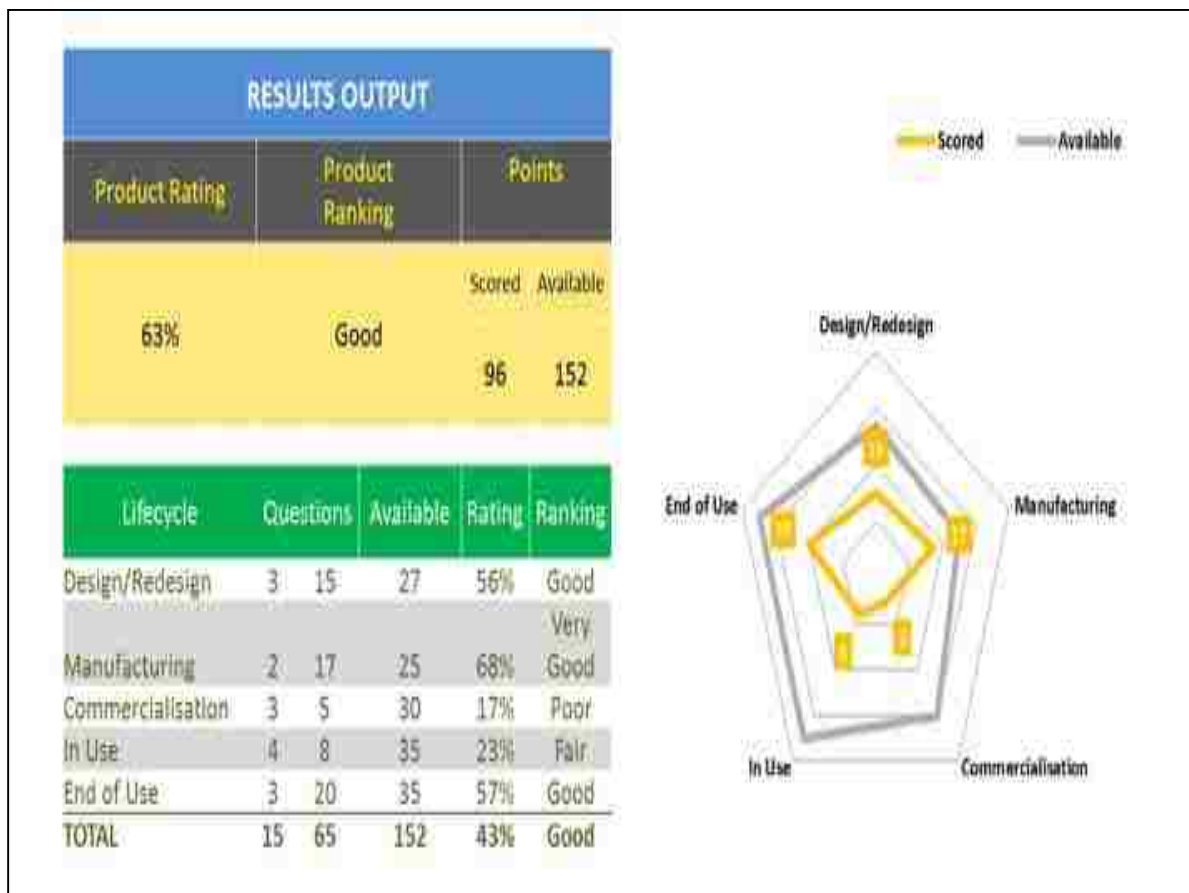 RESULTS OUTPUT
Product Rating Product Ranking Points
Scored Available
63% Good
96 152
Lifecycle Questions Available Rating Ranking
Design/Redesign 3 15 27 56% Good
Manufacturing 2 17 25 68% Very Good
Commercialisation 3 5 30 17% Poor
In Use 4 8 35 23% Fair
End of Use 3 20 35 57% Good
TOTAL 15 65 152 43% Good
Scored Available
Design/Redesign
End of Use
Manufacturing
In Use
Commercialisation